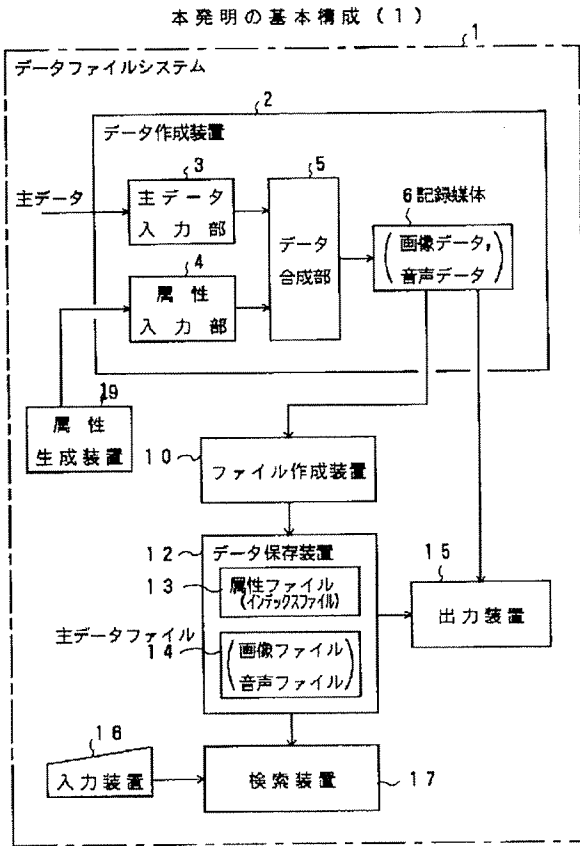 本発明の基本構成(1)
1
データファイルシステム
2
データ作成装置
主データ
3
主データ
入力部
4
属性
入力部
5
データ
合成部
6記録媒体
(画像データ,
音声データ)
19
属性
生成装置
10
ファイル作成装置
12
データ保存装置
13
属性ファイル
(インデックスファイル)
主データファイル
14
(画像ファイル
音声ファイル)
15
出力装置
16
入力装置
検索装置
17